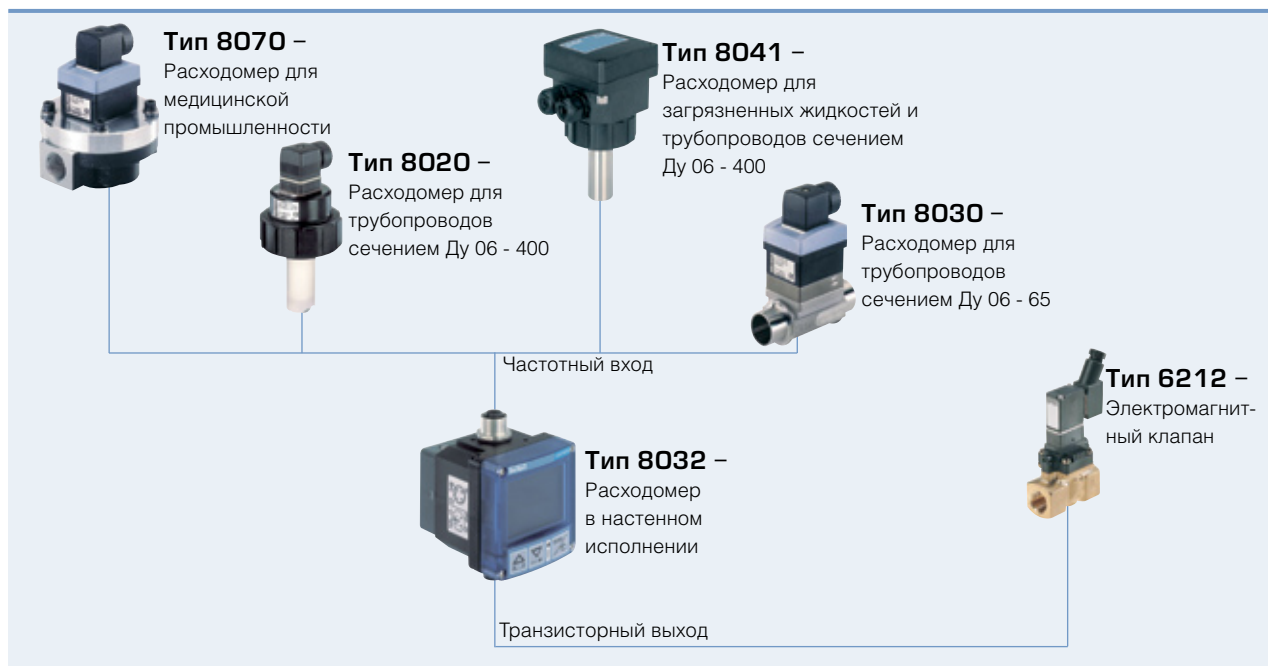 Тип 8070 –
Расходомер для
медицинской
промышленности
Тип 8020 –
Расходомер для
трубопроводов
сечением Ду 06 - 400
Тип 8041 –
Расходомер для
загрязненных жидкостей и
трубопроводов сечением
Ду 06 - 400
Тип 8030 –
Расходомер для
трубопроводов
сечением Ду 06 - 65
Частотный вход
Тип 6212 –
Электромагнит-
ный клапан
Тип 8032 –
Расходомер
в настенном
исполнении
Транзисторный выход